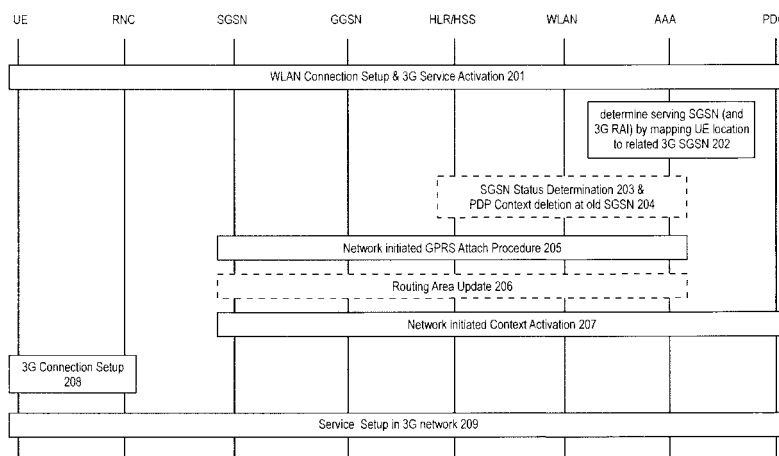 UE RNC SGSN GGSN HLR/HSS WLAN AAA PD
WLAN Connection Setup & 3G Service Activation 201
determine serving SGSN (and
3G RAI) by mapping UE location
to related 3G SGSN 202
SGSN Status Determination 203 &
PDP Context deletion at old SGSN 204
Network initiated GPRS Attach Procedure 205
Routing Area Update 206
Network initiated Context Activation 207
3G Connection Setup
208
Service Setup in 3G network 209